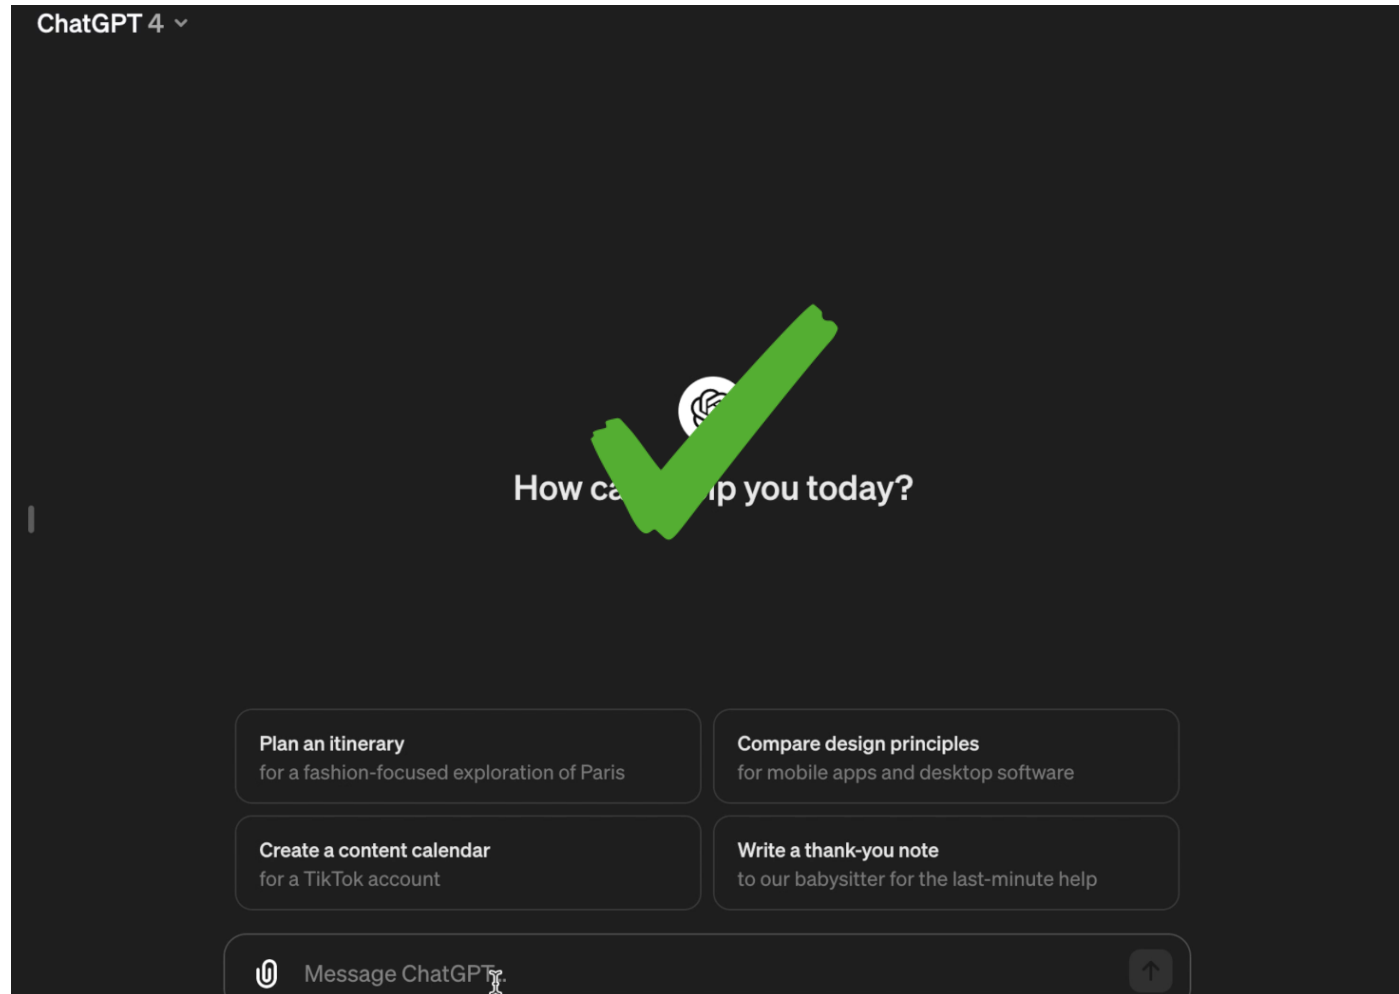 ChatGPT 4
How ca p you today?
Plan an itinerary
for a fashion-focused exploration of Paris
Compare design principles
for mobile apps and desktop software
Create a content calendar
for a TikTok account
Write a thank-you note
to our babysitter for the last-minute help
Message ChatGPT...